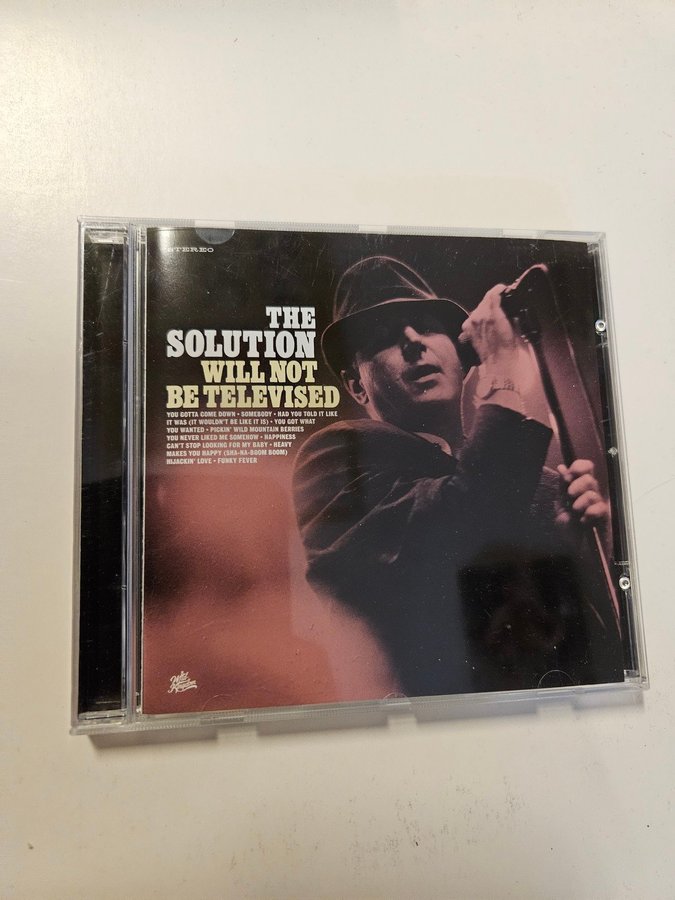 STEREO
THE
SOLUTION
WILL NOT
BE TELEVISED
YOU GOTTA COME DOWN • SOMEBODY • HAD YOU TOLD IT LIKE
IT WAS (IT WOULDN'T BE LIKE IT IS) • YOU GOT WHAT
YOU WANTED • PICKIN' WILD MOUNTAIN BERRIES
YOU NEVER LIKED ME SOMEHOW • HAPPINESS
CAN'T STOP LOOKING FOR MY BABY • HEAVY
MAKES YOU HAPPY (SHA-NA-BOOM BOOM)
HIJACKIN' LOVE • FUNKY FEVER
Wild
Kingdom